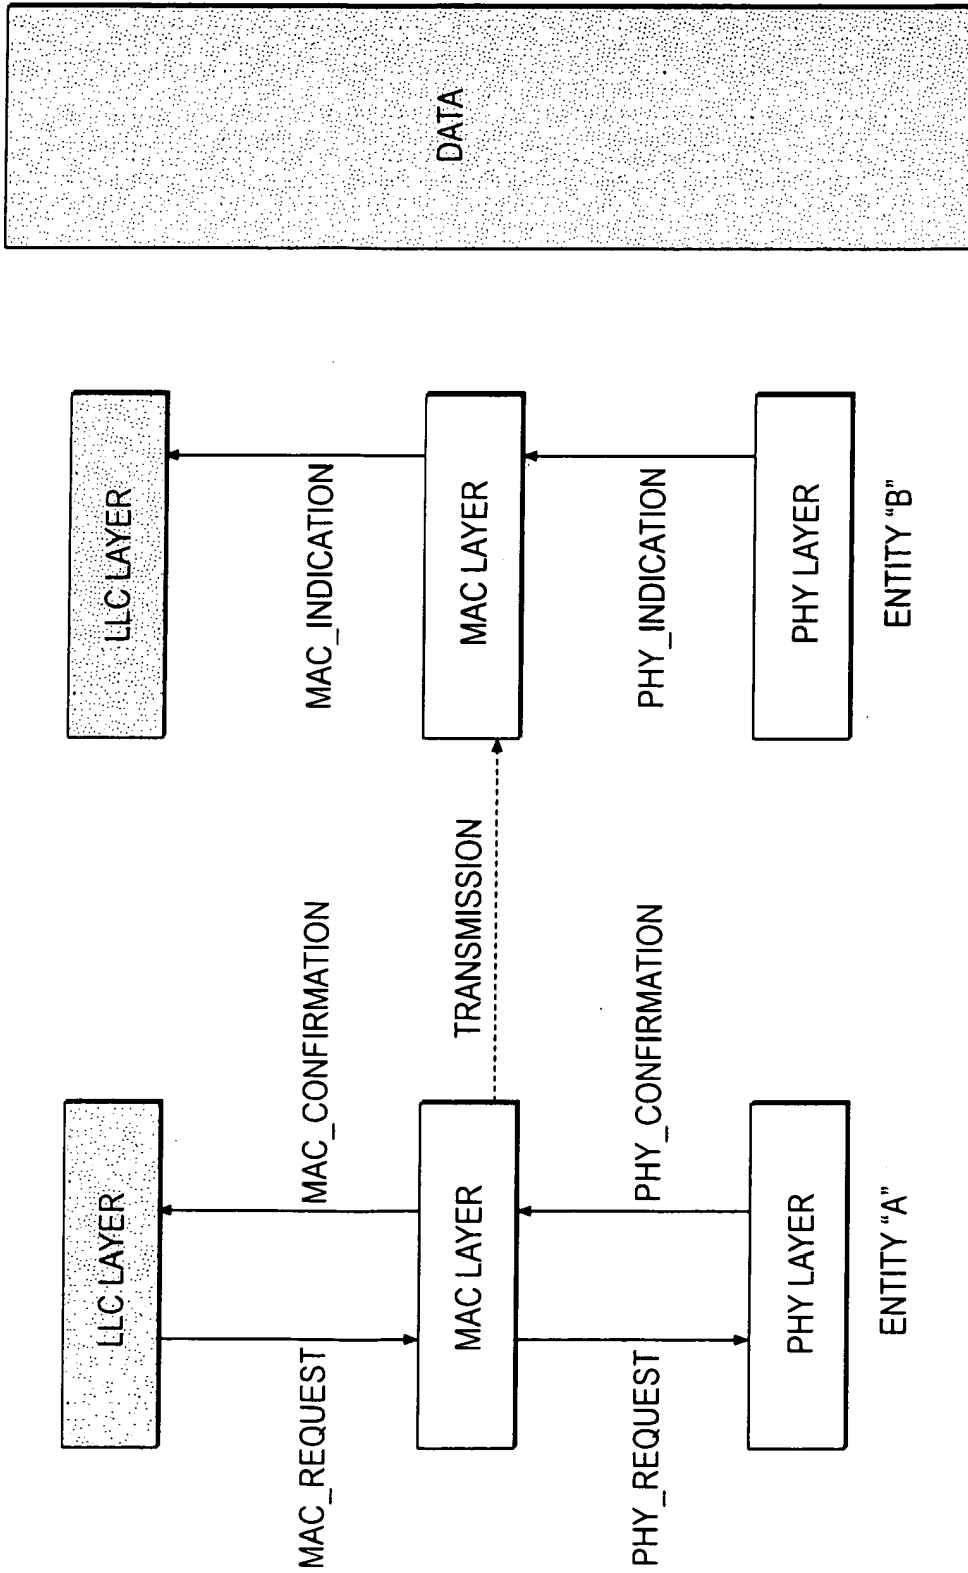 DATA
LLC LAYER
LLC LAYER
MAC_REQUEST
MAC_CONFIRMATION
MAC_INDICATION
MAC LAYER
TRANSMISSION
MAC LAYER
PHY_REQUEST
PHY_CONFIRMATION
PHY_INDICATION
PHY LAYER
PHY LAYER
ENTITY “A”
ENTITY “B”